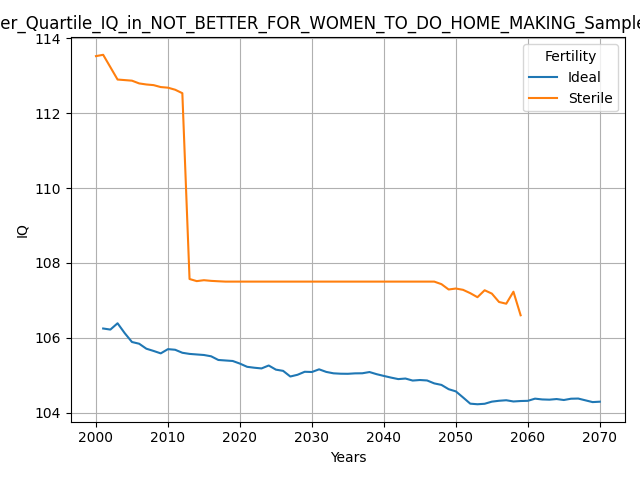 er_Quartile_IQ_in_NOT_BETTER_FOR_WOMEN_TO_DO_HOME_MAKING_Sample
114
112
110
108
106
104
IQ
Fertility
Ideal
Sterile
2000 2010 2020 2030 2040 2050 2060 2070
Years